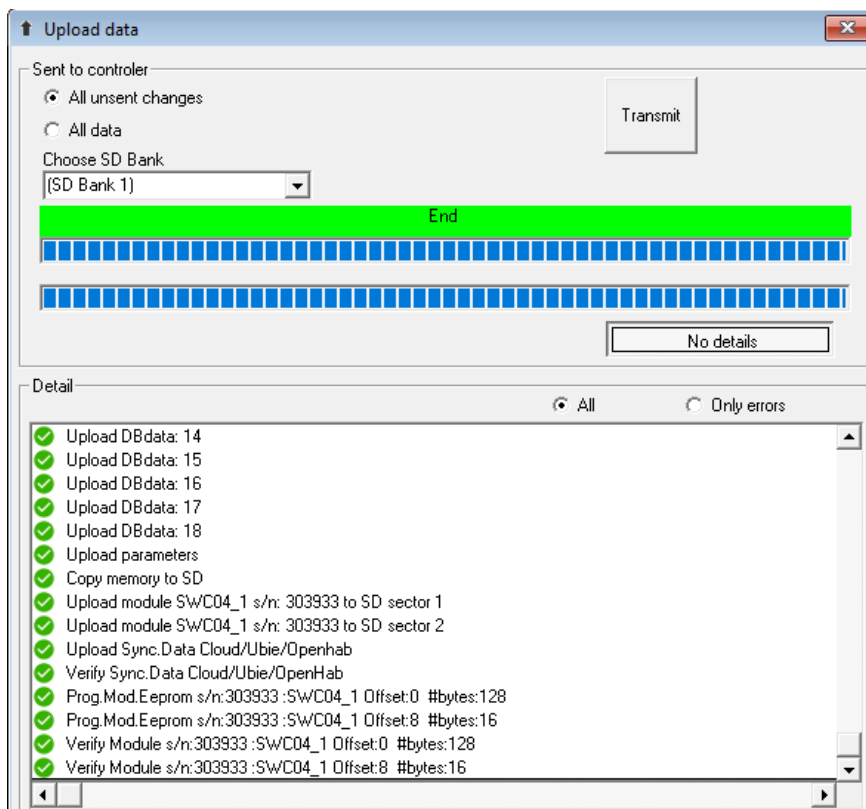 Upload data
Sent to controler
All unsent changes
Transmit
All data
Choose SD Bank
(SD Bank 1)
End
No details
Detail
All
Only errors
Upload DBdata: 14
Upload DBdata: 15
Upload DBdata: 16
Upload DBdata: 17
Upload DBdata: 18
Upload parameters
Copy memory to SD
Upload module SWC04_1 s/n: 303933 to SD sector 1
Upload module SWC04_1 s/n: 303933 to SD sector 2
Upload Sync.Data Cloud/Ubie/Openhab
Verify Sync.Data Cloud/Ubie/OpenHab
Prog.Mod.Eeprom s/n:303933 :SWC04_1 Offset:0 #bytes:128
Prog.Mod.Eeprom s/n:303933 :SWC04_1 Offset:8 #bytes:16
Verify Module s/n:303933 :SWC04_1 Offset:0 #bytes:128
Verify Module s/n:303933 :SWC04_1 Offset:8 #bytes:16